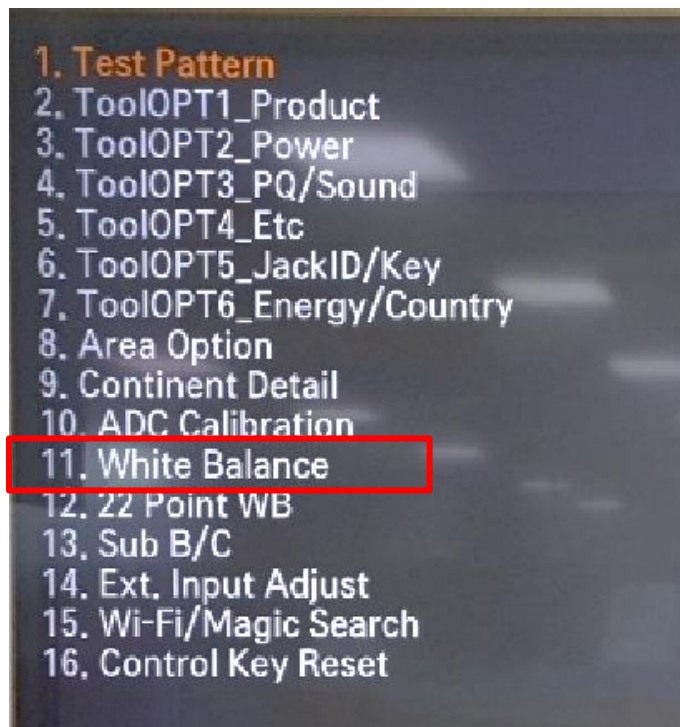 1. Test Pattern
2. ToolOPT1_Product
3. ToolOPT2_Power
4. ToolOPT3_PQ/Sound
5. ToolOPT4_Etc
6. ToolOPT5_JackID/Key
7. ToolOPT6_Energy/Country
8. Area Option
9. Continent Detail
10. ADC Calibration
11. White Balance
12. 22 Point WB
13. Sub B/C
14. Ext. Input Adjust
15. Wi-Fi/Magic Search
16. Control Key Reset